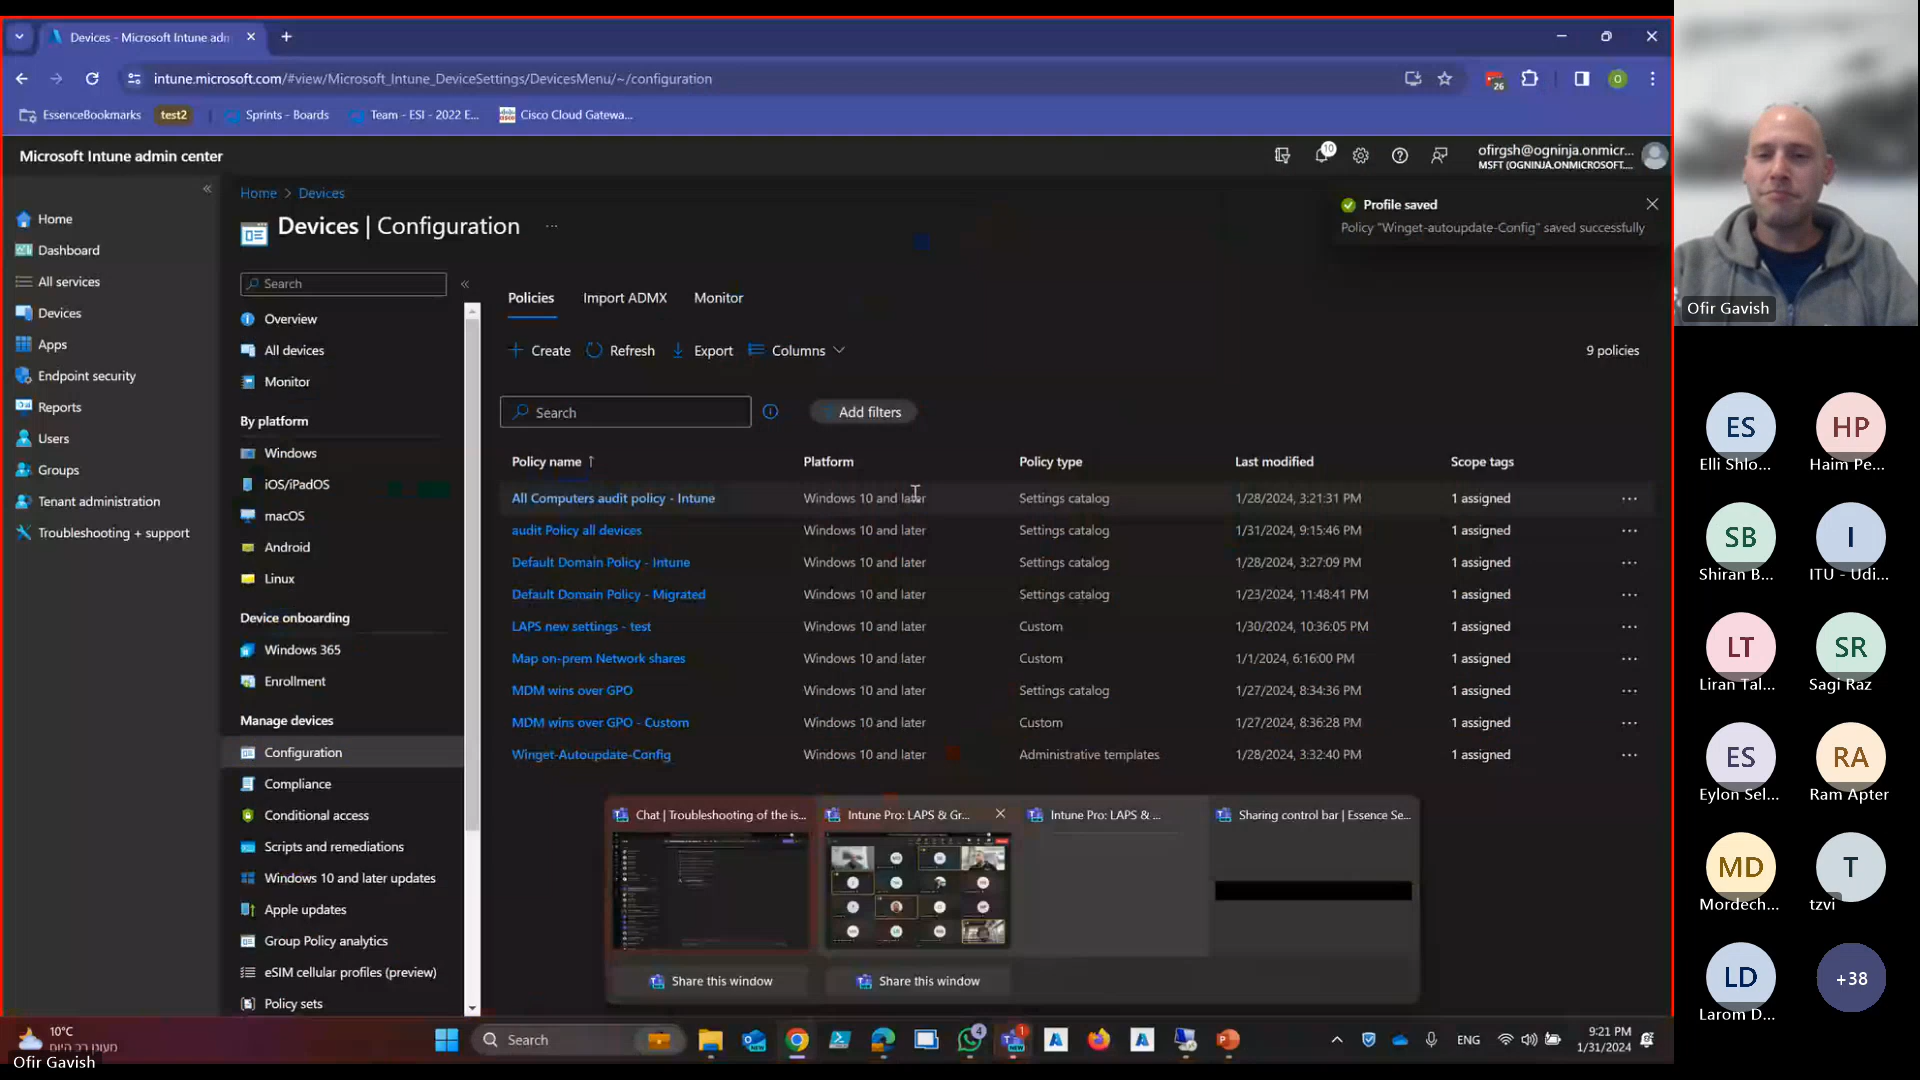 Devices - Microsoft Intune adn
intune.microsoft.com/#view/Microsoft_Intune_DeviceSettings/DevicesMenu/~/configuration
26
O
EssenceBookmarks
test2
Sprints - Boards
Team - ESI - 2022 E...
Cisco Cloud Gatewa...
Microsoft Intune admin center
10
ofirgsh@ogninja.onmicr...
MSFT (OGNINJA.ONMICROSOFT....
Home
Dashboard
All services
Devices
Apps
Endpoint security
Reports
Users
Groups
Tenant administration
Troubleshooting + support
Home > Devices
Devices | Configuration
...
Profile saved
Policy "Winget-autoupdate-Config" saved successfully
Search
Overview
All devices
Monitor
By platform
Windows
iOS/iPadOS
macOS
Android
Linux
Device onboarding
Windows 365
Enrollment
Manage devices
Configuration
Compliance
Conditional access
Scripts and remediations
Windows 10 and later updates
Apple updates
Group Policy analytics
eSIM cellular profiles (preview)
Policy sets
Policies Import ADMX Monitor
Create Refresh Export Columns
9 policies
Search
Add filters
Policy name ↑ Platform Policy type Last modified Scope tags
All Computers audit policy - Intune Windows 10 and later Settings catalog 1/28/2024, 3:21:31 PM 1 assigned ...
audit Policy all devices Windows 10 and later Settings catalog 1/31/2024, 9:15:46 PM 1 assigned ...
Default Domain Policy - Intune Windows 10 and later Settings catalog 1/28/2024, 3:27:09 PM 1 assigned ...
Default Domain Policy - Migrated Windows 10 and later Settings catalog 1/23/2024, 11:48:41 PM 1 assigned ...
LAPS new settings - test Windows 10 and later Custom 1/30/2024, 10:36:05 PM 1 assigned ...
Map on-prem Network shares Windows 10 and later Custom 1/1/2024, 6:16:00 PM 1 assigned ...
MDM wins over GPO Windows 10 and later Settings catalog 1/27/2024, 8:34:36 PM 1 assigned ...
MDM wins over GPO - Custom Windows 10 and later Custom 1/27/2024, 8:36:28 PM 1 assigned ...
Winget-Autoupdate-Config Windows 10 and later Administrative templates 1/28/2024, 3:32:40 PM 1 assigned ...
Chat | Troubleshooting of the is...
Intune Pro: LAPS & Gr...
Intune Pro: LAPS & ...
Sharing control bar | Essence Se...
Share this window
Share this window
10°C
Search
4
1
NEW
ENG
9:21 PM
1/31/2024
Ofir Gavish
Ofir Gavish
ES
Elli Shlo...
HP
Haim Pe...
SB
Shiran B...
I
ITU - Udi...
LT
Liran Tal...
SR
Sagi Raz
ES
Eylon Sel...
RA
Ram Apter
MD
Mordech...
T
tzvi
LD
Larom D...
+38